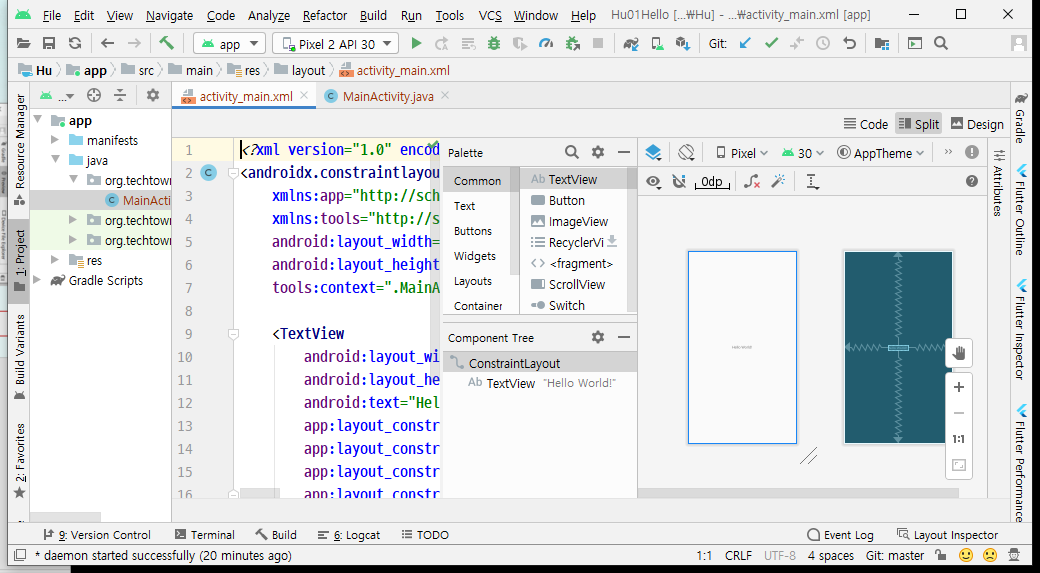 File Edit View Navigate Code Analyze Refactor Build Run Tools VCS Window Help Hu01Hello [...₩Hu] - ...₩activity_main.xml [app]
app Pixel 2 API 30 Git:
Hu app src main res layout activity_main.xml
... activity_main.xml MainActivity.java
Resource Manager
1: Project
Build Variants
2: Favorites
app
manifests
java
org.techtown
MainActi
org.techtown
org.techtown
res
Gradle Scripts
Code Split Design
1 <?xml version="1.0" encod
2 <androidx.constraintlayou
3 xmlns:app="http://sch
4 xmlns:tools="http://s
5 android:layout_width=
6 android:layout_height
7 tools:context=".MainA
8
9 <TextView
10 android:layout_wi
11 android:layout_he
12 android:text="Hel
13 app:layout_constr
14 app:layout_constr
15 app:layout_constr
16 app:layout_constr
Palette
Common
Text
Buttons
Widgets
Layouts
Container
Ab TextView
Button
ImageView
RecyclerVi
<fragment>
ScrollView
Switch
Component Tree
ConstraintLayout
Ab TextView "Hello World!"
Pixel 30 AppTheme
0dp
Hello World!
1:1
Attributes
Gradle
Flutter Outline
Flutter Inspector
Flutter Performance
9: Version Control Terminal Build 6: Logcat TODO Event Log Layout Inspector
* daemon started successfully (20 minutes ago) 1:1 CRLF UTF-8 4 spaces Git: master